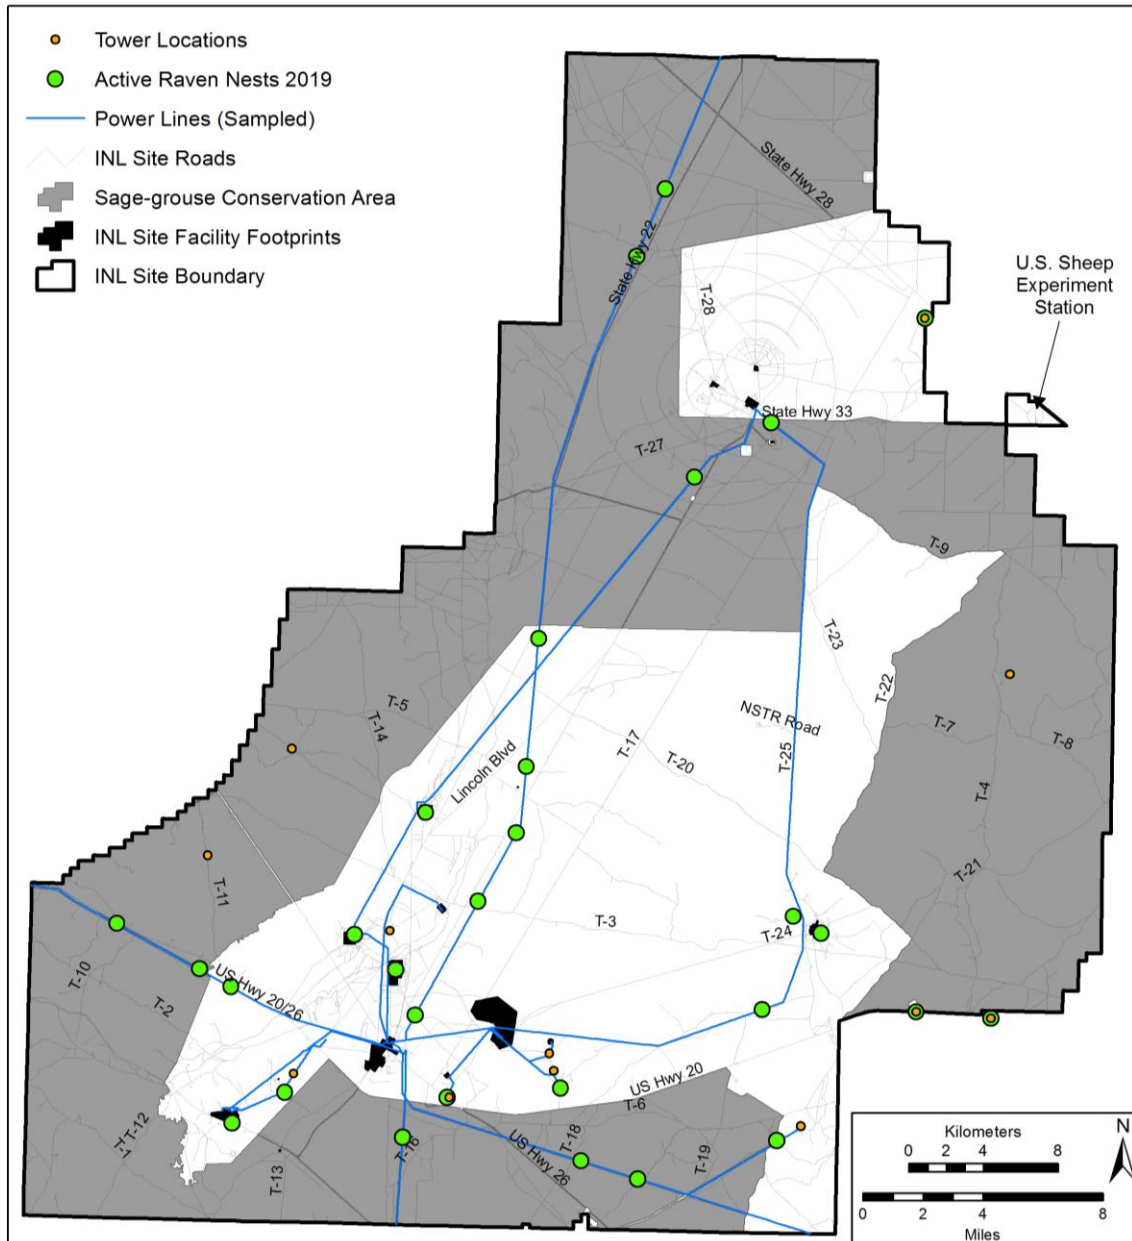 Tower Locations
Active Raven Nests 2019
Power Lines (Sampled)
INL Site Roads
Sage-grouse Conservation Area
INL Site Facility Footprints
INL Site Boundary
State Hwy 28
State Hwy 22
U.S. Sheep
Experiment
Station
T-28
State Hwy 33
T-27
T-9
T-23
T-22
T-5
T-14
NSTR Road
T-7
T-8
T-17
T-20
T-25
Lincoln Blvd
T-4
T-11
T-21
T-3
T-24
T-10
T-2
US Hwy 20/26
US Hwy 20
T-6
T-12
T-1
T-13
T-16
US Hwy 26
T-18
T-19
Kilometers
0 2 4 8
N
0 2 4 8
Miles